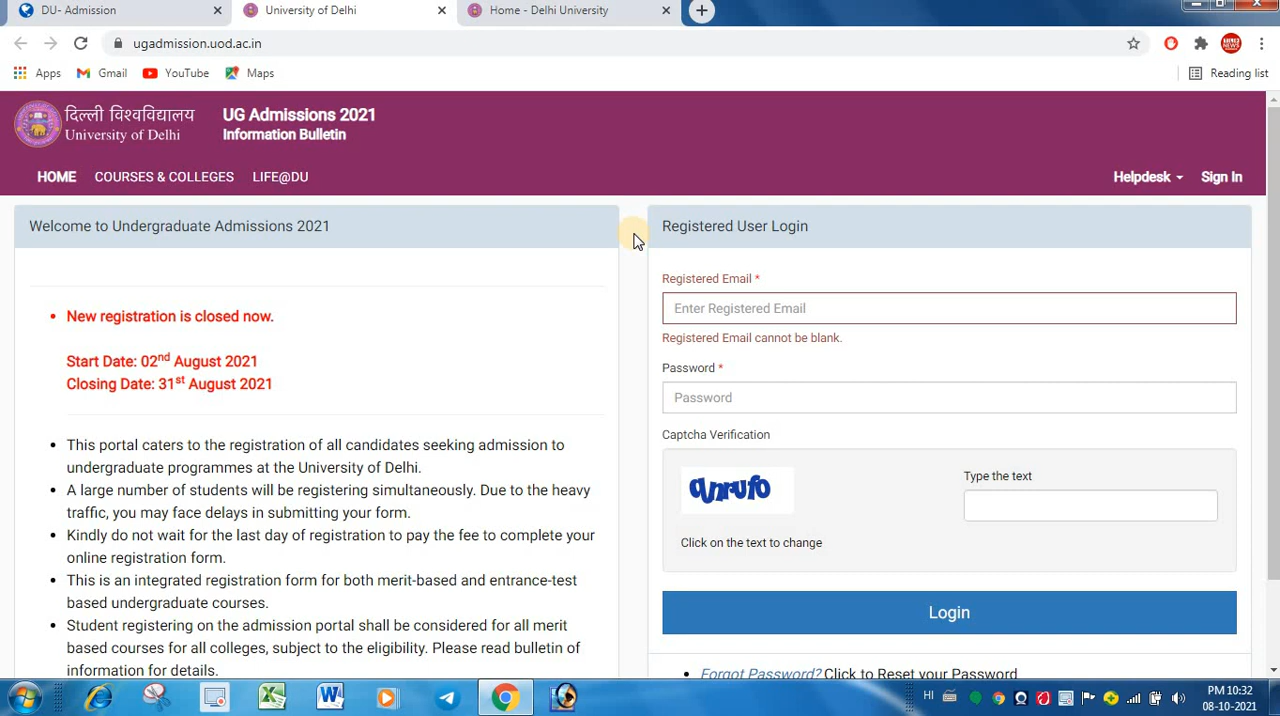 DU- Admission
University of Delhi
Home - Delhi University
ugadmission.uod.ac.in
Apps
Gmail
YouTube
Maps
Reading list
दिल्ली विश्वविद्यालय
University of Delhi
UG Admissions 2021
Information Bulletin
HOME
COURSES & COLLEGES
LIFE@DU
Helpdesk
Sign In
Welcome to Undergraduate Admissions 2021
New registration is closed now.
Start Date: 02nd August 2021
Closing Date: 31st August 2021
This portal caters to the registration of all candidates seeking admission to
undergraduate programmes at the University of Delhi.
A large number of students will be registering simultaneously. Due to the heavy
traffic, you may face delays in submitting your form.
Kindly do not wait for the last day of registration to pay the fee to complete your
online registration form.
This is an integrated registration form for both merit-based and entrance-test
based undergraduate courses.
Student registering on the admission portal shall be considered for all merit
based courses for all colleges, subject to the eligibility. Please read bulletin of
information for details.
Registered User Login
Registered Email *
Enter Registered Email
Registered Email cannot be blank.
Password *
Password
Captcha Verification
Type the text
Click on the text to change
Login
Forgot Password? Click to Reset your Password
HI
PM 10:32
08-10-2021